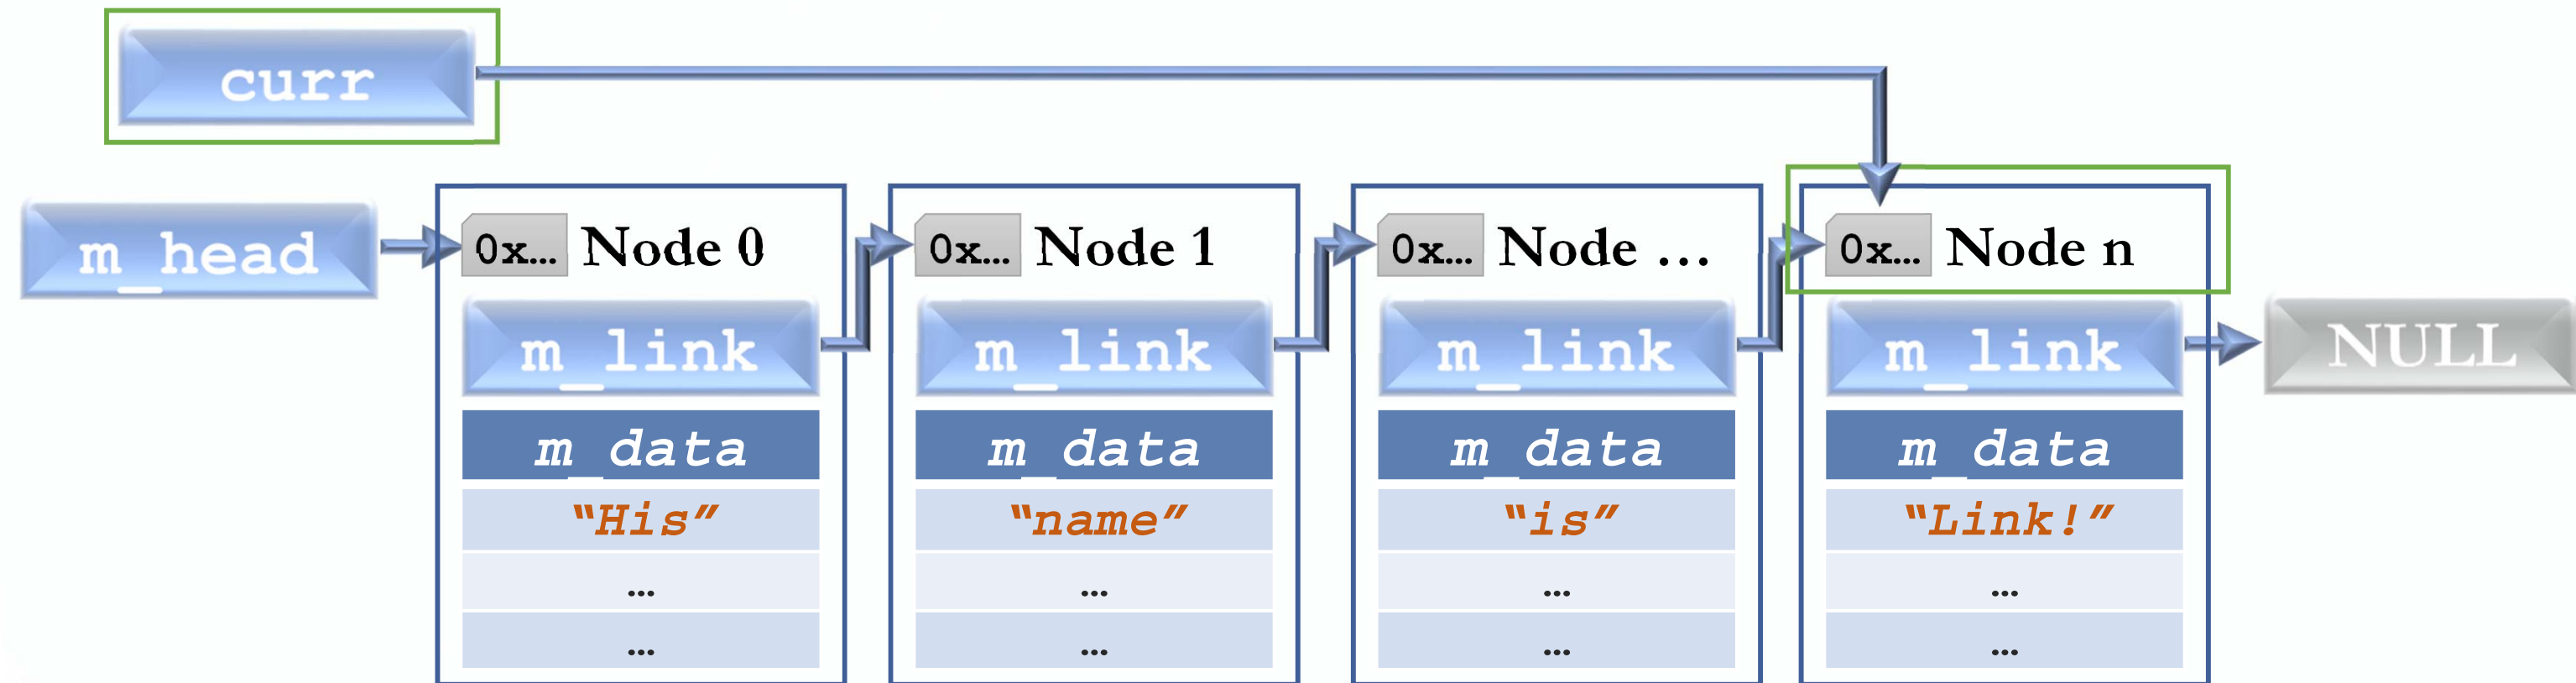 curr
m_head
0x... Node 0
0x... Node 1
0x... Node ...
0x... Node n
m_link
m_link
m_link
m_link
NULL
m_data
m_data
m_data
m_data
“His”
“name”
“is”
“Link!”
...
...
...
...
...
...
...
...